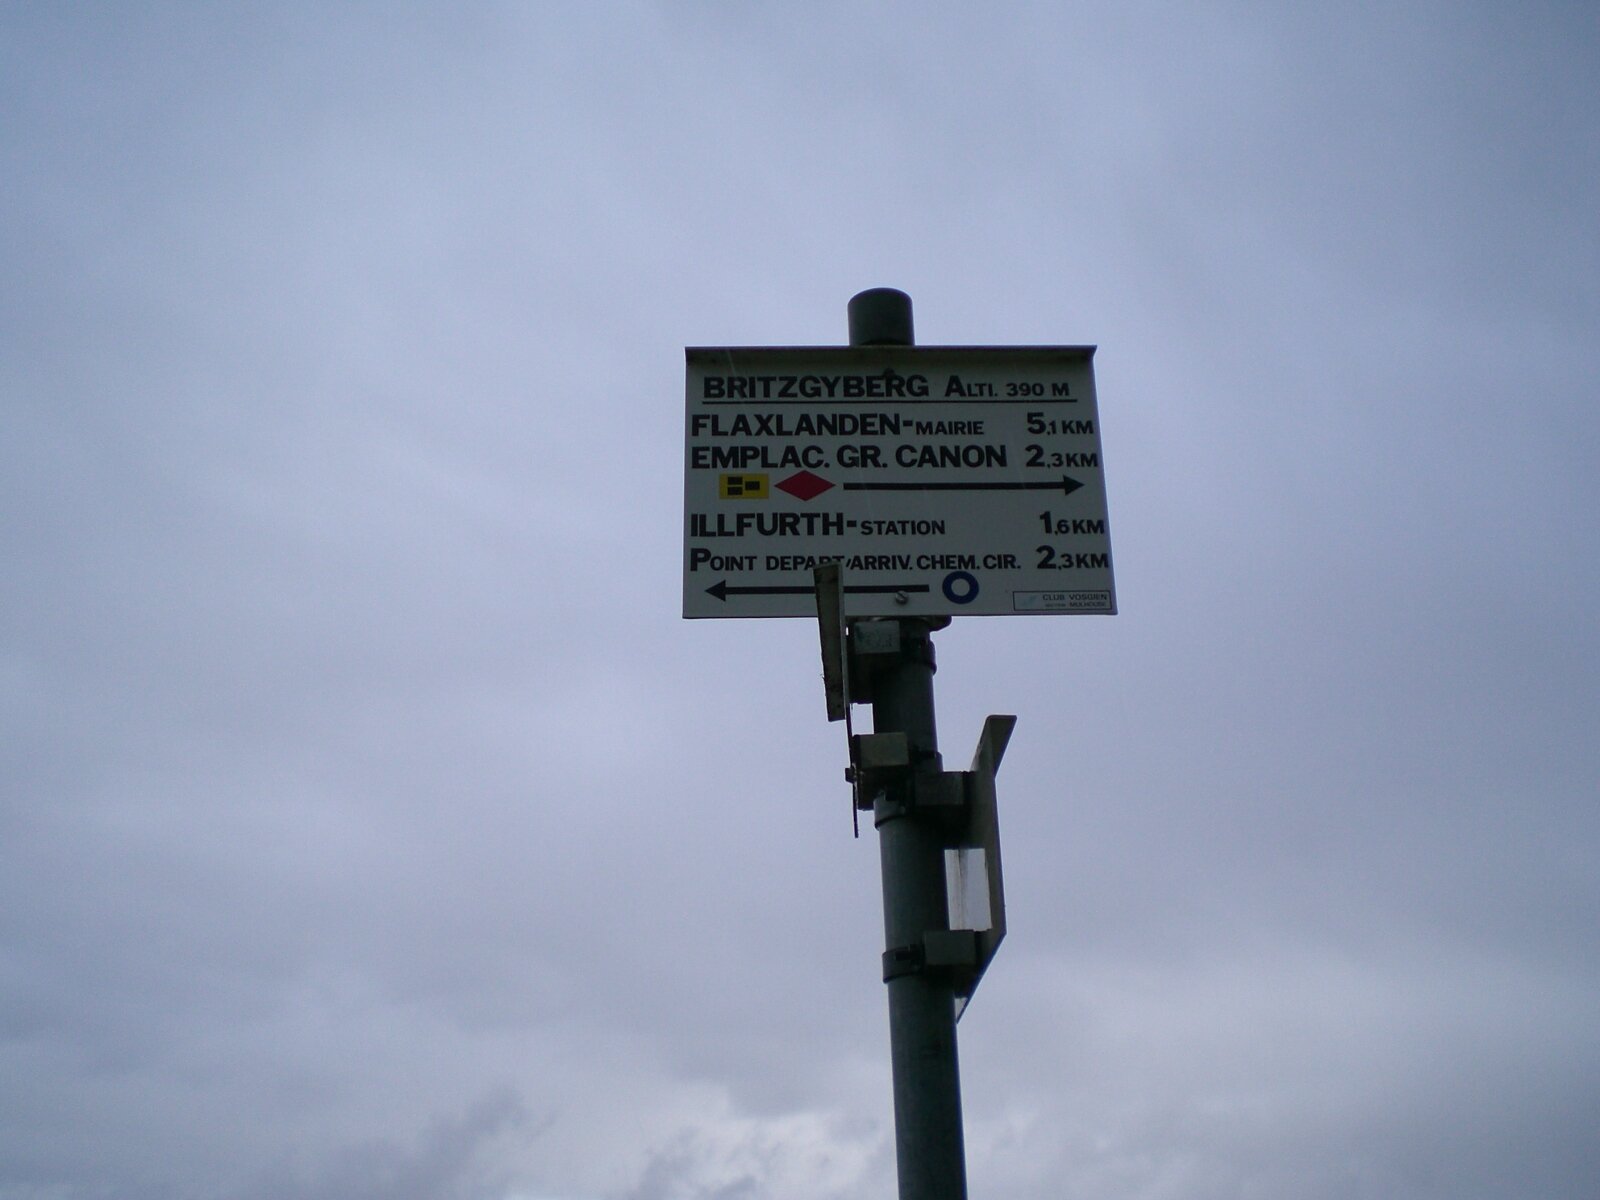 BRITZGYBERG ALTI. 390 M
FLAXLANDEN-MAIRIE 5,1 KM
EMPLAC. GR. CANON 2,3 KM
ILLFURTH-STATION 1,6 KM
POINT DEPART/ARRIV. CHEM. CIR. 2,3 KM
CLUB VOSGIEN
MULHOUSE